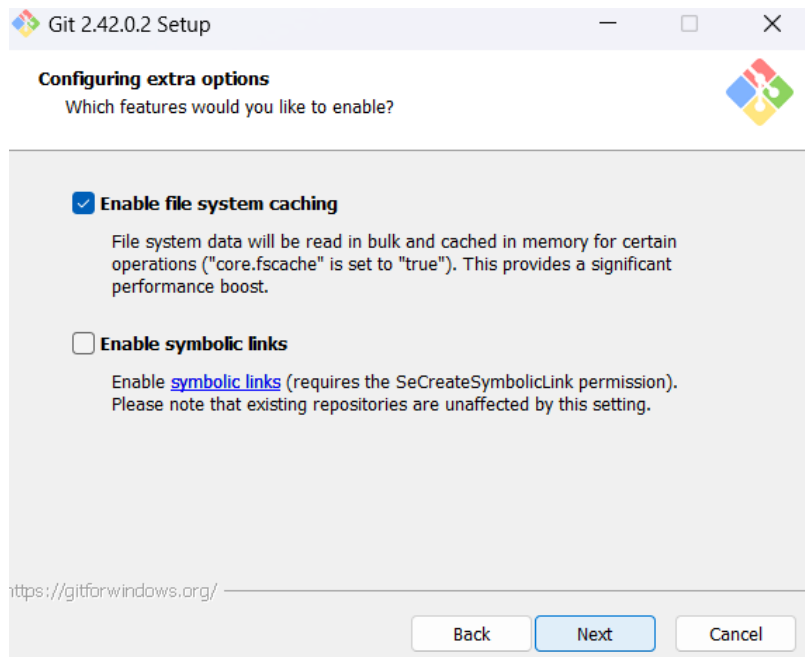 Git 2.42.0.2 Setup
Configuring extra options
Which features would you like to enable?
Enable file system caching
File system data will be read in bulk and cached in memory for certain
operations ("core.fscache" is set to "true"). This provides a significant
performance boost.
Enable symbolic links
Enable symbolic links (requires the SeCreateSymbolicLink permission).
Please note that existing repositories are unaffected by this setting.
https://gitforwindows.org/
Back Next Cancel